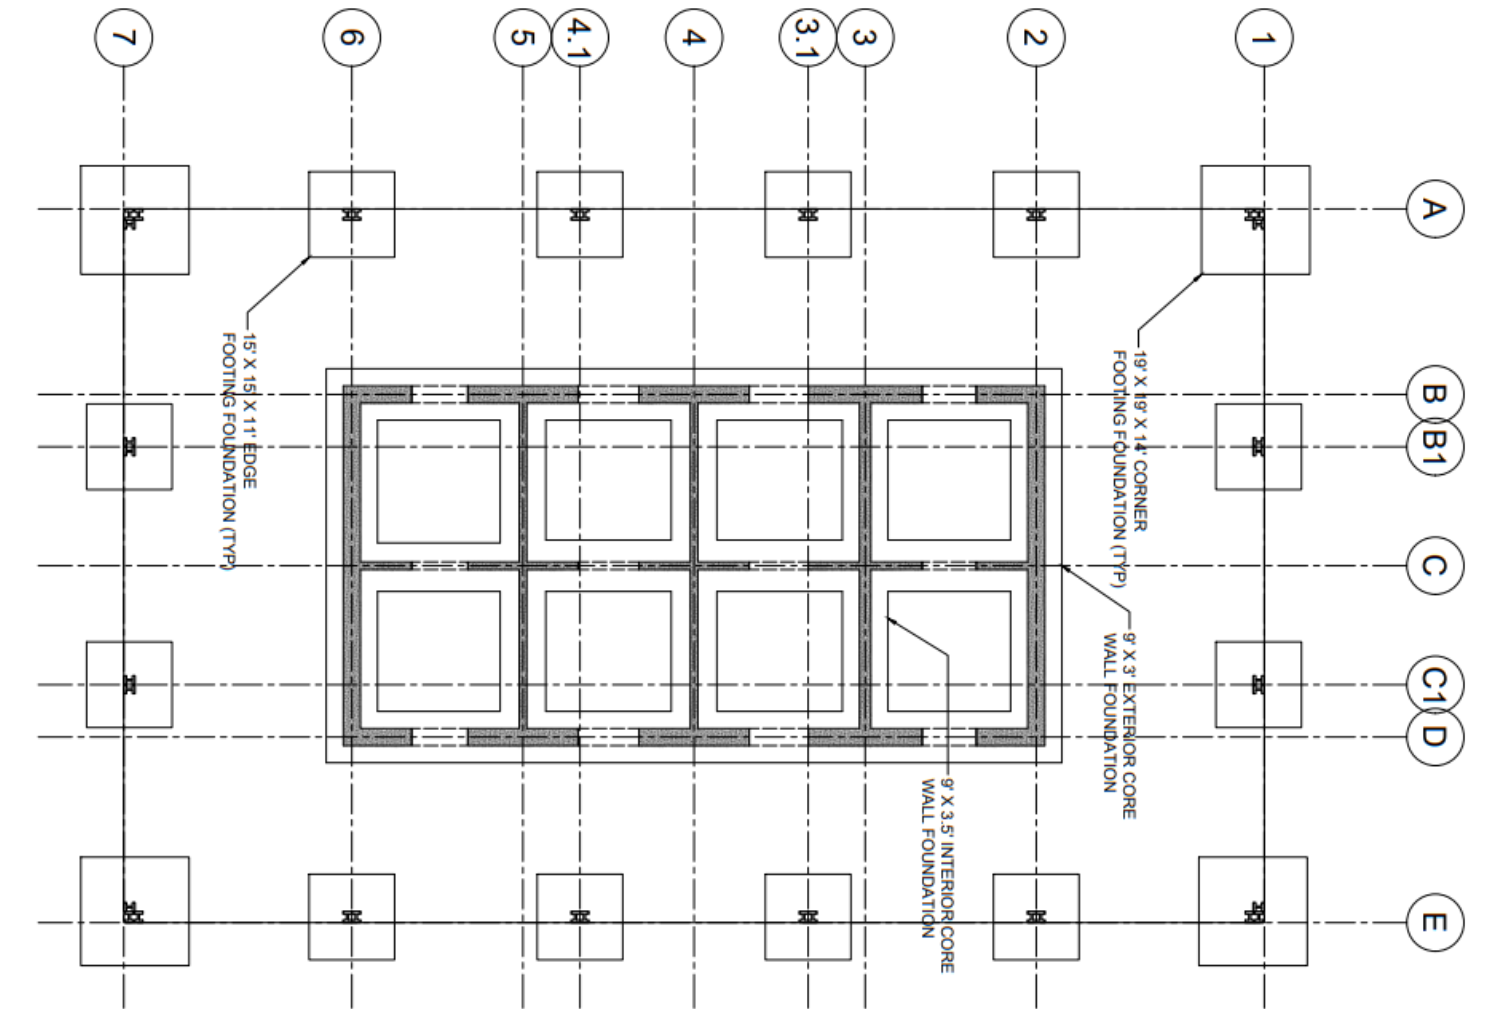 7
6
5
4.1
4
3.1
3
2
1
A
B
B1
C
C1
D
E
15' X 15' X 11' EDGE
FOOTING FOUNDATION (TYP)
19' X 19' X 14' CORNER
FOOTING FOUNDATION (TYP)
9' X 3' EXTERIOR CORE
WALL FOUNDATION
9' X 3.5' INTERIOR CORE
WALL FOUNDATION